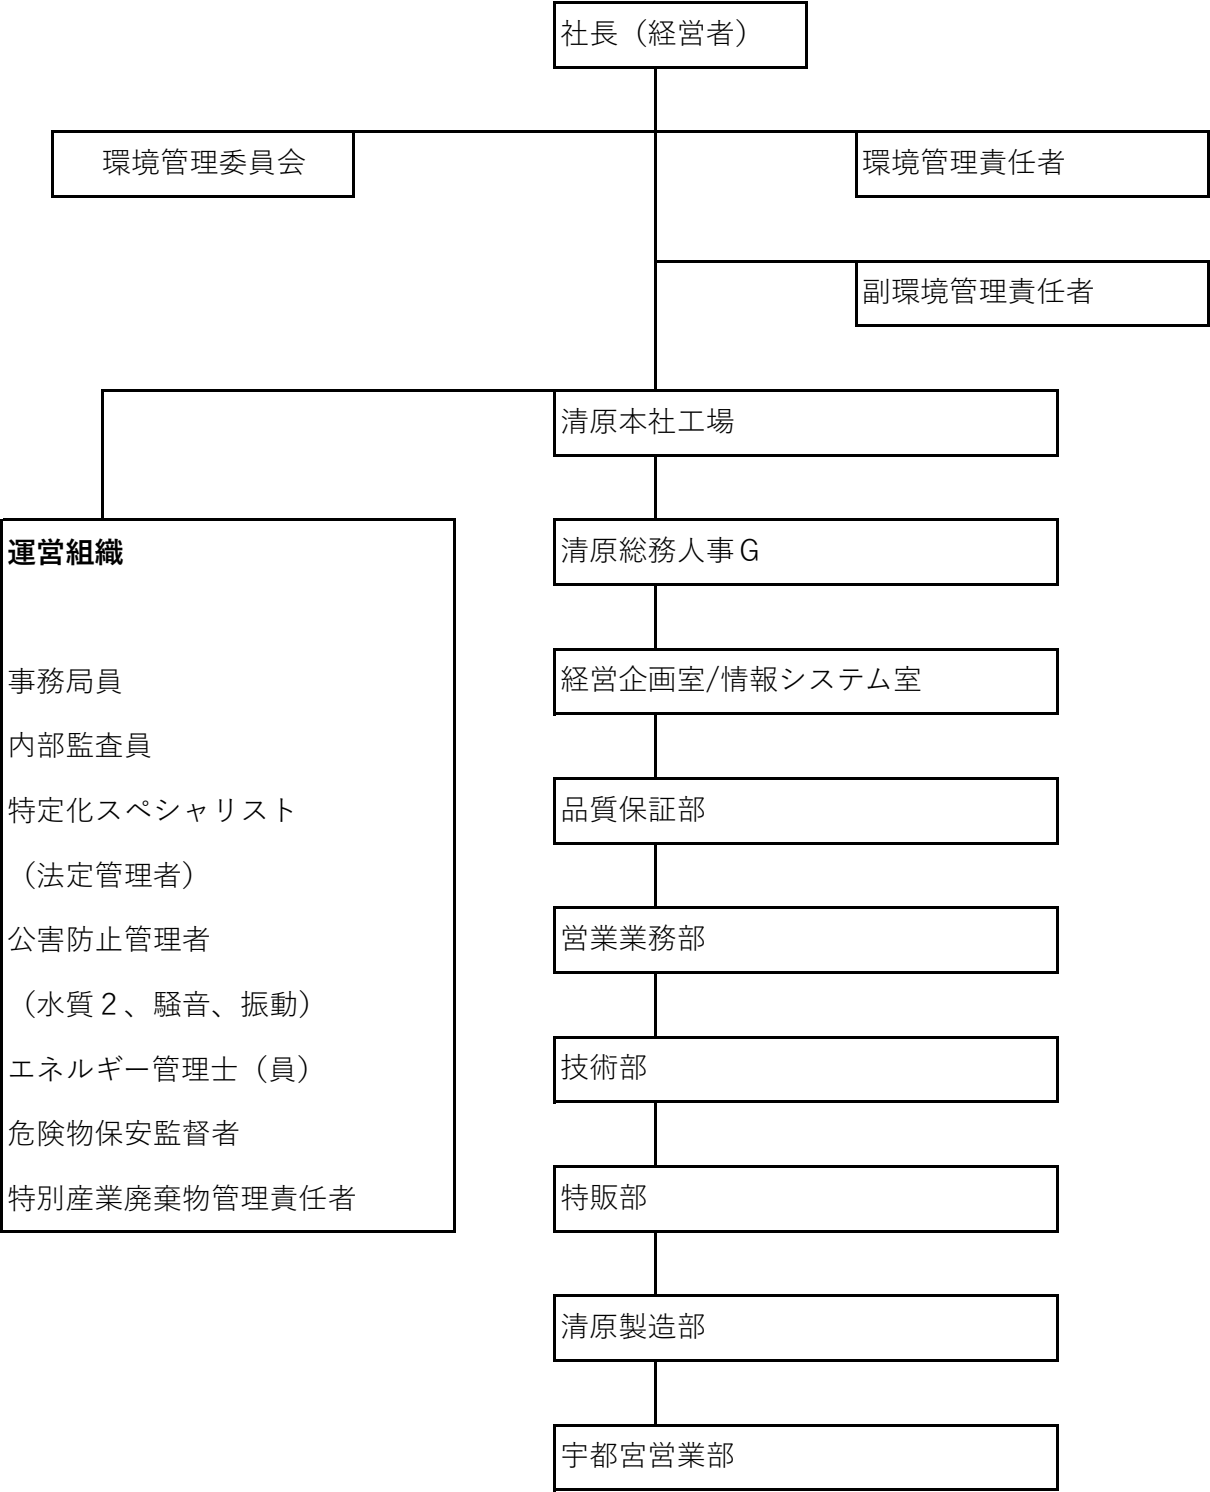 社長（経営者）
環境管理委員会
環境管理責任者
副環境管理責任者
清原本社工場
運営組織
事務局員
内部監査員
特定化スペシャリスト
（法定管理者）
公害防止管理者
（水質２、騒音、振動）
エネルギー管理士（員）
危険物保安監督者
特別産業廃棄物管理責任者
清原総務人事Ｇ
経営企画室/情報システム室
品質保証部
営業業務部
技術部
特販部
清原製造部
宇都宮営業部